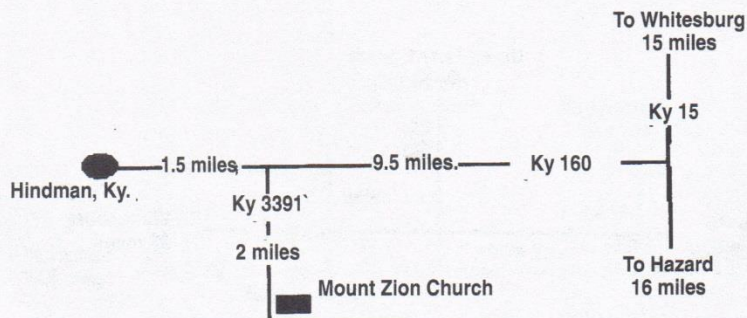 To Whitesburg
15 miles
Ky 15
1.5 miles, 9.5 miles. Ky 160
Hindman, Ky.
Ky 3391`
2 miles
To Hazard
16 miles
Mount Zion Church